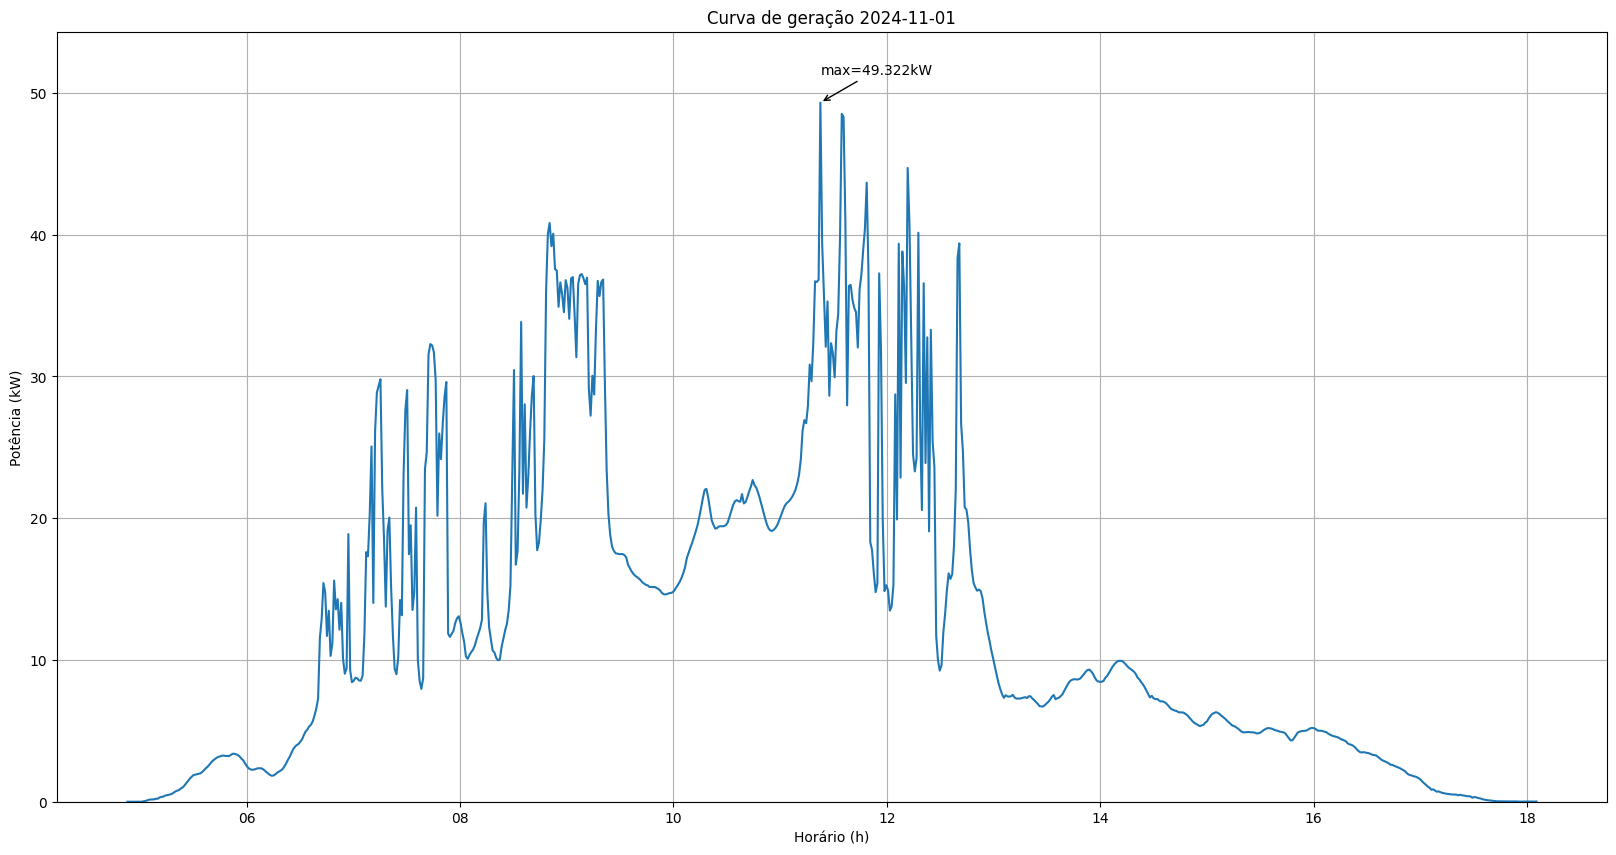 Curva de geração 2024-11-01
max=49.322kW
50
40
30
20
10
0
Potência (kW)
06 08 10 12 14 16 18
Horário (h)